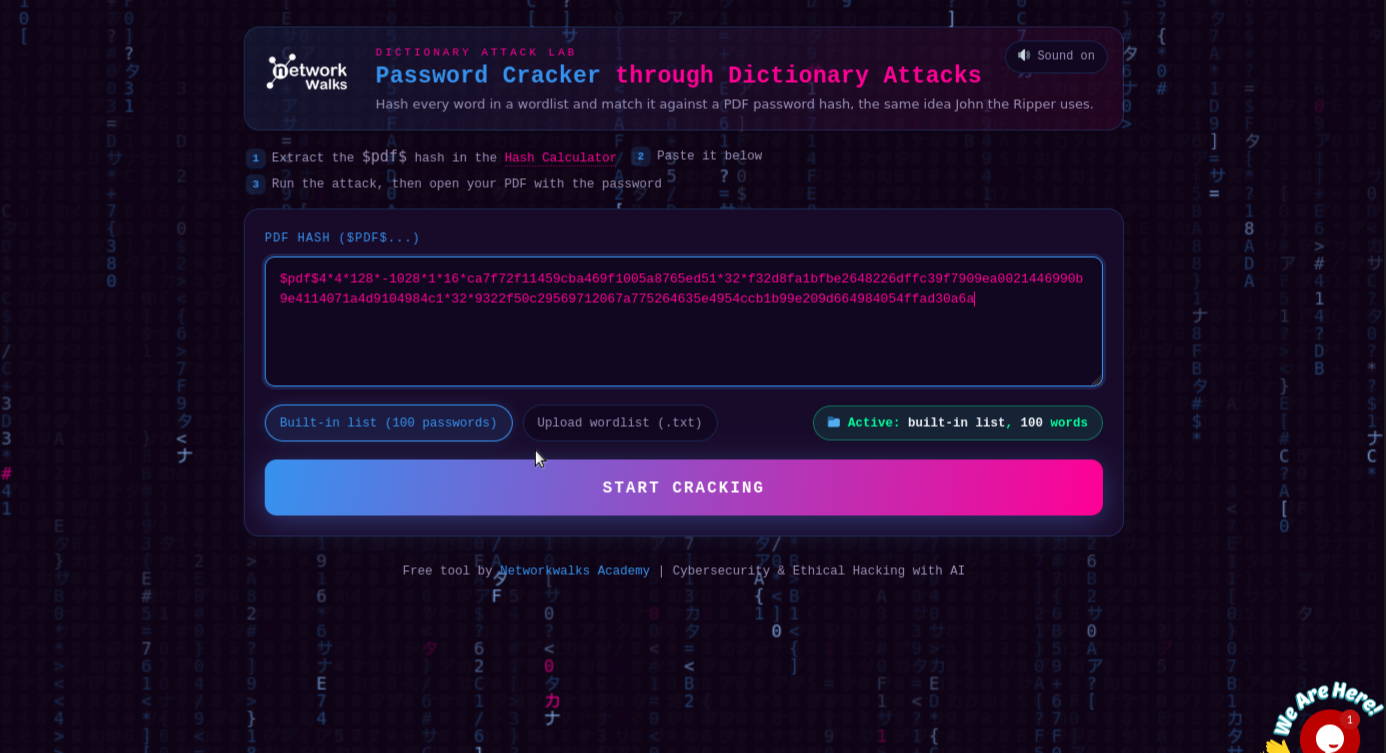 DICTIONARY ATTACK LAB
networkwalks
Password Cracker through Dictionary Attacks
Sound on
Hash every word in a wordlist and match it against a PDF password hash, the same idea John the Ripper uses.
1 Extract the $pdf$ hash in the Hash Calculator 2 Paste it below
3 Run the attack, then open your PDF with the password
PDF HASH ($PDF$...)
$pdf$4*4*128*-1028*1*16*ca7f72f11459cba469f1005a8765ed51*32*f32d8fa1bfbe2648226dffc39f7909ea0021446990b
9e4114071a4d9104984c1*32*9322f50c29569712067a775264635e4954ccb1b99e209d664984054ffad30a6a
Built-in list (100 passwords)
Upload wordlist (.txt)
Active: built-in list, 100 words
START CRACKING
Free tool by Networkwalks Academy | Cybersecurity & Ethical Hacking with AI
We Are Here!
1